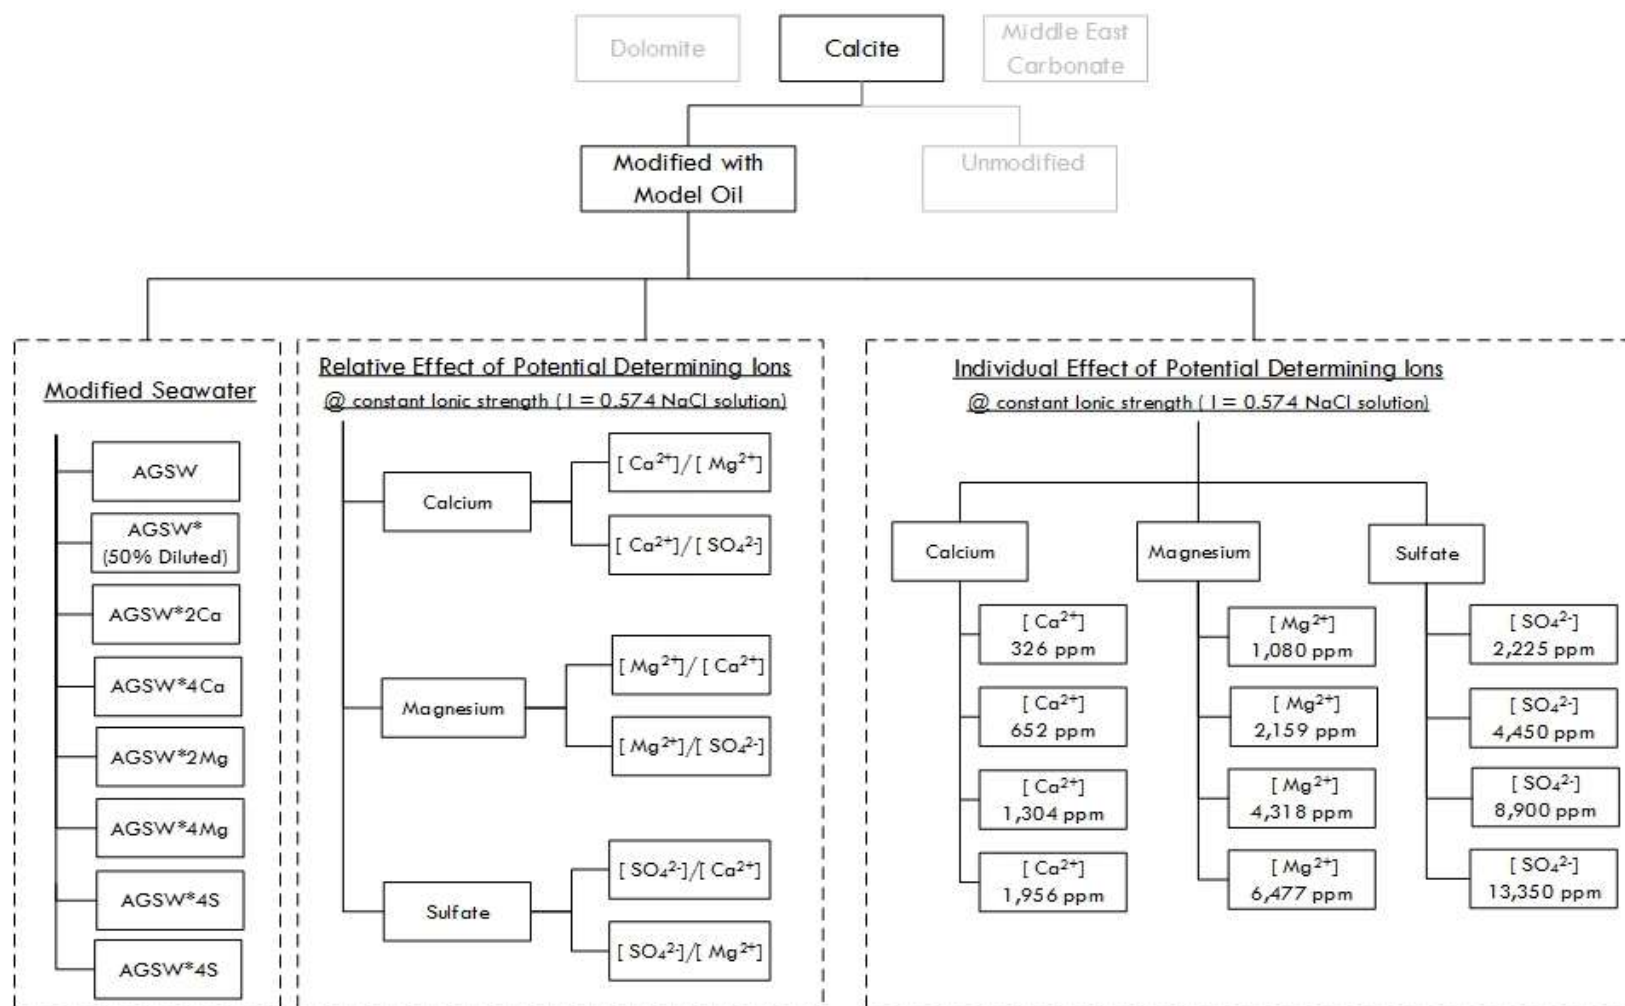 Dolomite
Calcite
Middle East
Carbonate
Modified with
Model Oil
Unmodified
Modified Seawater
AGSW
AGSW*
(50% Diluted)
AGSW*2Ca
AGSW*4Ca
AGSW*2Mg
AGSW*4Mg
AGSW*4S
AGSW*4S
Relative Effect of Potential Determining Ions
@ constant Ionic strength ( I = 0.574 NaCl solution)
Calcium
[ Ca²⁺]/[ Mg²⁺]
[ Ca²⁺]/[ SO₄²⁻]
Magnesium
[ Mg²⁺]/[ Ca²⁺]
[ Mg²⁺]/[ SO₄²⁻]
Sulfate
[ SO₄²⁻]/[ Ca²⁺]
[ SO₄²⁻]/[ Mg²⁺]
Individual Effect of Potential Determining Ions
@ constant Ionic strength ( I = 0.574 NaCl solution)
Calcium
[ Ca²⁺]
326 ppm
[ Ca²⁺]
652 ppm
[ Ca²⁺]
1,304 ppm
[ Ca²⁺]
1,956 ppm
Magnesium
[ Mg²⁺]
1,080 ppm
[ Mg²⁺]
2,159 ppm
[ Mg²⁺]
4,318 ppm
[ Mg²⁺]
6,477 ppm
Sulfate
[ SO₄²⁻]
2,225 ppm
[ SO₄²⁻]
4,450 ppm
[ SO₄²⁻]
8,900 ppm
[ SO₄²⁻]
13,350 ppm